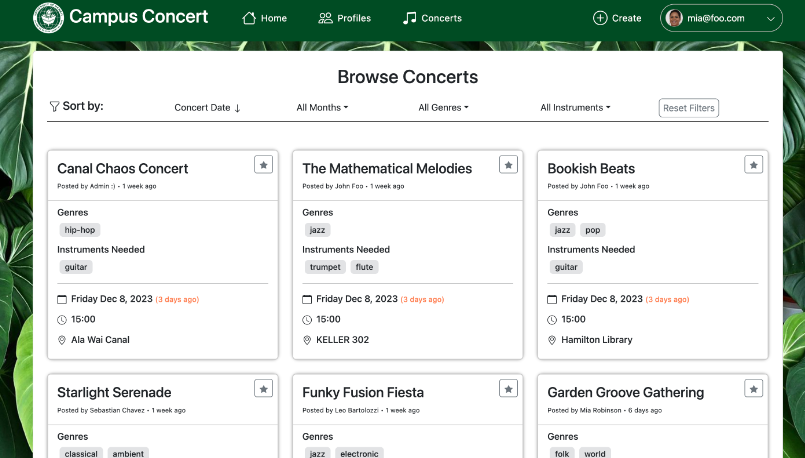 Campus Concert Home Profiles Concerts Create mia@foo.com
Browse Concerts
Sort by: Concert Date ↓ All Months All Genres All Instruments Reset Filters
Canal Chaos Concert
Posted by Admin :) • 1 week ago
Genres
hip-hop
Instruments Needed
guitar
Friday Dec 8, 2023 (3 days ago)
15:00
Ala Wai Canal
The Mathematical Melodies
Posted by John Foo • 1 week ago
Genres
jazz
Instruments Needed
trumpet flute
Friday Dec 8, 2023 (3 days ago)
15:00
KELLER 302
Bookish Beats
Posted by John Foo • 1 week ago
Genres
jazz pop
Instruments Needed
guitar
Friday Dec 8, 2023 (3 days ago)
15:00
Hamilton Library
Starlight Serenade
Posted by Sebastian Chavez • 1 week ago
Genres
classical ambient
Funky Fusion Fiesta
Posted by Leo Bartolozzi • 1 week ago
Genres
jazz electronic
Garden Groove Gathering
Posted by Mia Robinson • 6 days ago
Genres
folk world